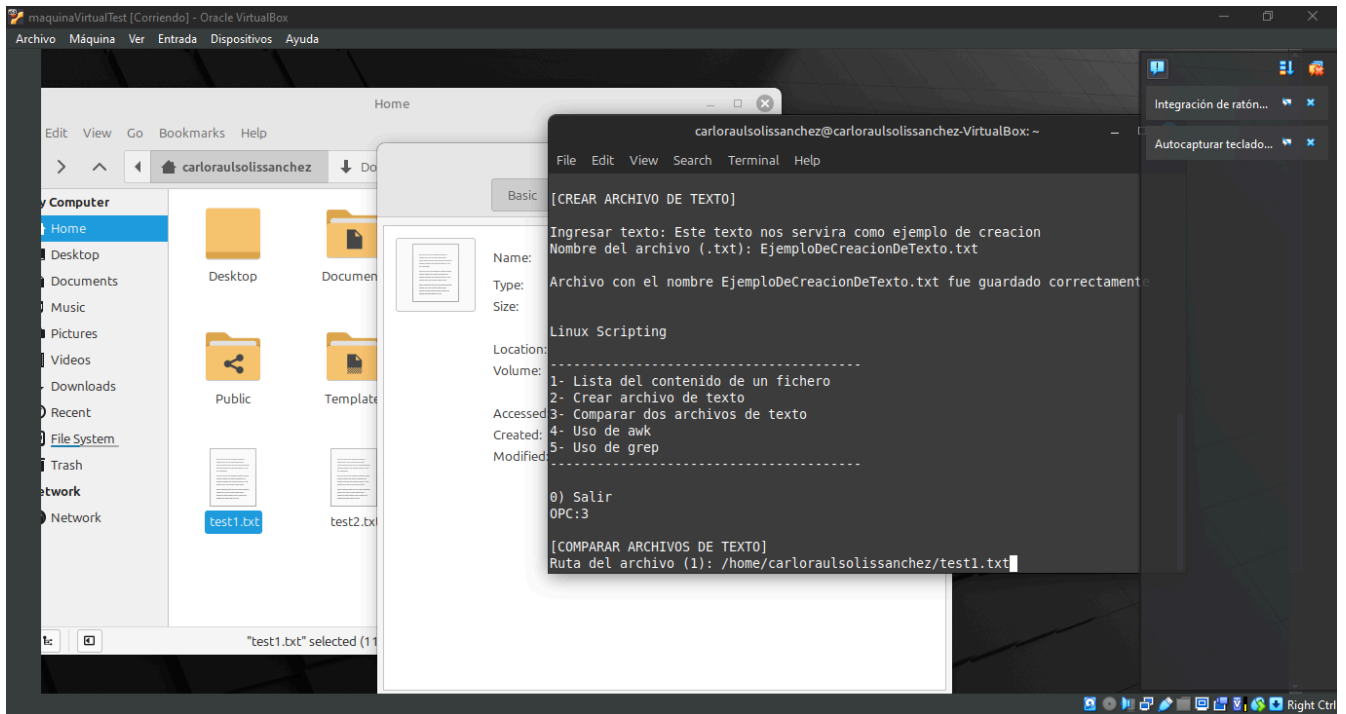 maquinaVirtualTest [Corriendo] - Oracle VirtualBox
Archivo Máquina Ver Entrada Dispositivos Ayuda
Home
Edit View Go Bookmarks Help
carloraulsolissanchez Do
y Computer
Home
Desktop
Documents
Music
Pictures
Videos
Downloads
Recent
File System
Trash
etwork
Network
Desktop
Documen
Public
Template
test1.txt
test2.txt
"test1.txt" selected (11
Basic
Name:
Type:
Size:
Location:
Volume:
Accessed
Created:
Modified:
carloraulsolissanchez@carloraulsolissanchez-VirtualBox: ~
File Edit View Search Terminal Help
[CREAR ARCHIVO DE TEXTO]
Ingresar texto: Este texto nos servira como ejemplo de creacion
Nombre del archivo (.txt): EjemploDeCreacionDeTexto.txt
Archivo con el nombre EjemploDeCreacionDeTexto.txt fue guardado correctamente
Linux Scripting
----------------------------------------
1- Lista del contenido de un fichero
2- Crear archivo de texto
3- Comparar dos archivos de texto
4- Uso de awk
5- Uso de grep
----------------------------------------
0) Salir
OPC:3
[COMPARAR ARCHIVOS DE TEXTO]
Ruta del archivo (1): /home/carloraulsolissanchez/test1.txt
Integración de ratón...
Autocapturar teclado...
Right Ctrl